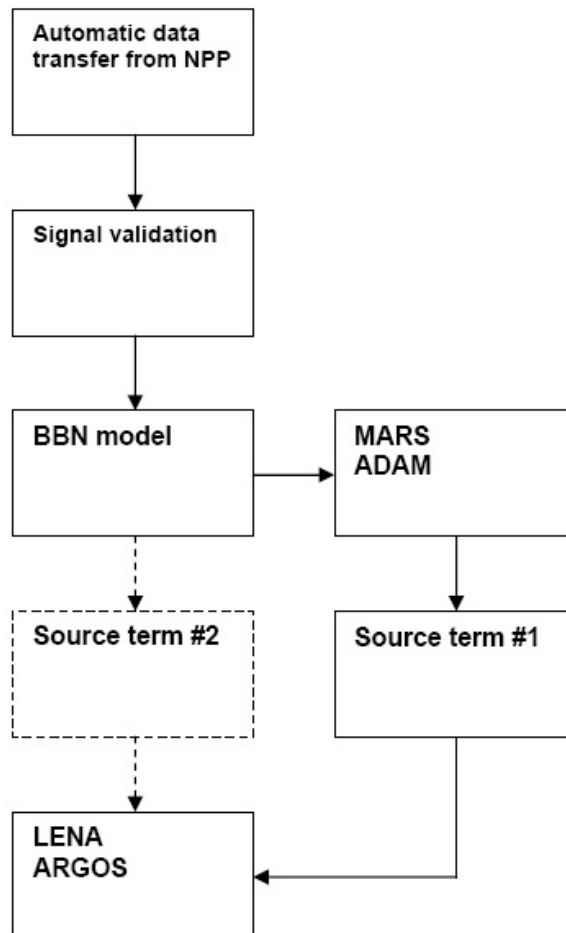 Automatic data
transfer from NPP
Signal validation
BBN model
MARS
ADAM
Source term #2
Source term #1
LENA
ARGOS